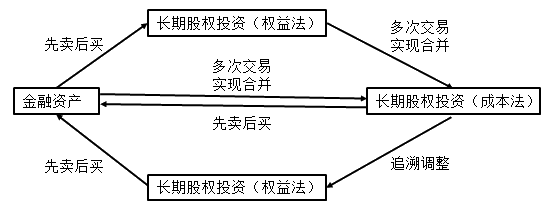 长期股权投资（权益法）
先卖后买
多次交易
实现合并
多次交易
实现合并
金融资产
长期股权投资（成本法）
先卖后买
先卖后买
追溯调整
长期股权投资（权益法）